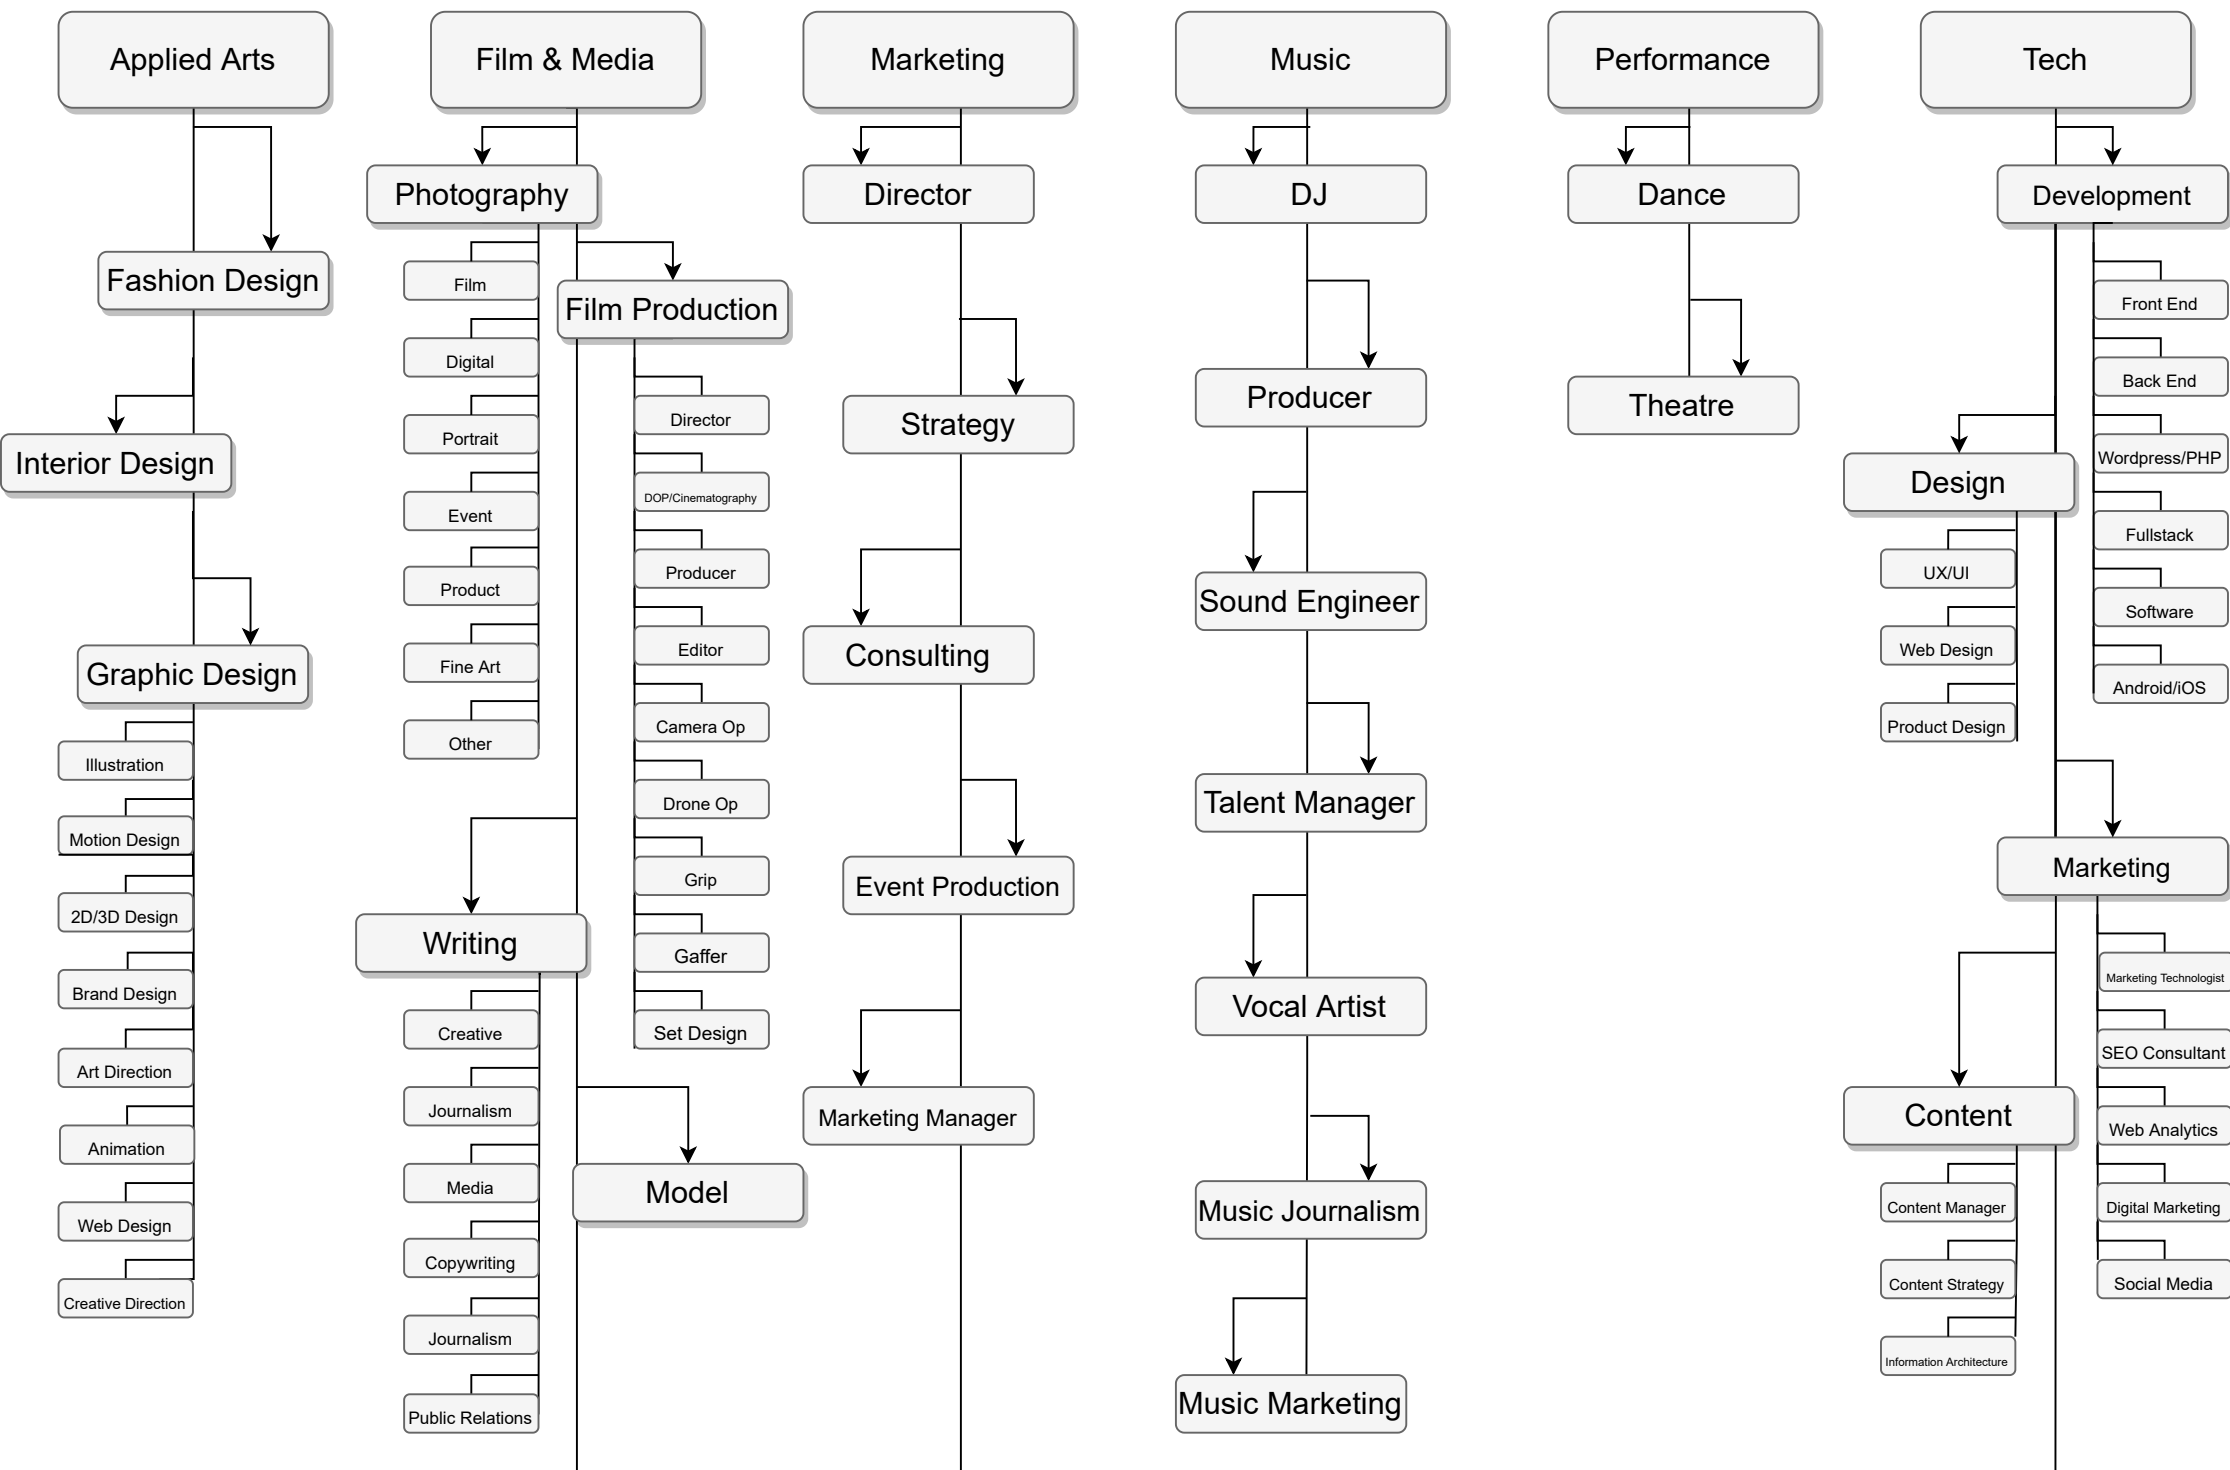 Applied Arts
Fashion Design
Interior Design
Graphic Design
Illustration
Motion Design
2D/3D Design
Brand Design
Art Direction
Animation
Web Design
Creative Direction
Film & Media
Photography
Film
Digital
Portrait
Event
Product
Fine Art
Other
Film Production
Director
DOP/Cinematography
Producer
Editor
Camera Op
Drone Op
Grip
Gaffer
Set Design
Writing
Creative
Journalism
Media
Copywriting
Journalism
Public Relations
Model
Marketing
Director
Strategy
Consulting
Event Production
Marketing Manager
Music
DJ
Producer
Sound Engineer
Talent Manager
Vocal Artist
Music Journalism
Music Marketing
Performance
Dance
Theatre
Tech
Development
Front End
Back End
Wordpress/PHP
Fullstack
Software
Android/iOS
Design
UX/UI
Web Design
Product Design
Marketing
Marketing Technologist
SEO Consultant
Web Analytics
Digital Marketing
Social Media
Content
Content Manager
Content Strategy
Information Architecture